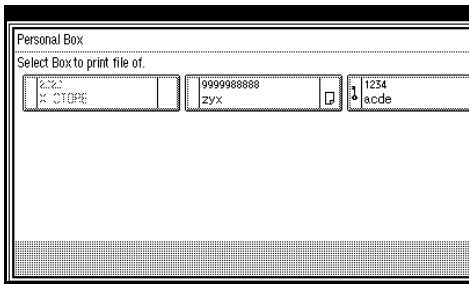 Personal Box
Select Box to print file of.
9999988888
zyx
1234
acde